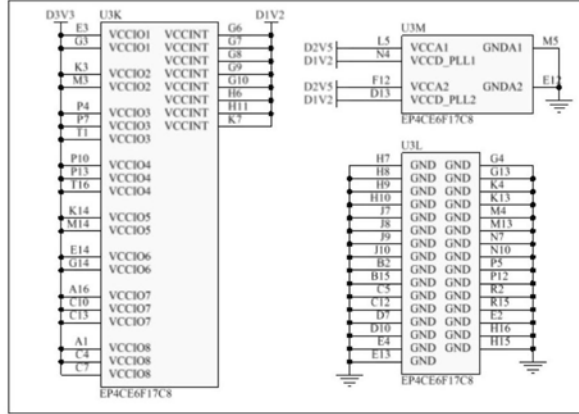 D3V3 U3K D1V2
E3 VCCIO1 VCCINT G6
G3 VCCIO1 VCCINT G7
VCCINT G8
K3 VCCIO2 VCCINT G9
M3 VCCIO2 VCCINT G10
VCCINT H6
P4 VCCIO3 VCCINT H11
P7 VCCIO3 VCCINT K7
T1 VCCIO3
P10 VCCIO4
P13 VCCIO4
T16 VCCIO4
K14 VCCIO5
M14 VCCIO5
E14 VCCIO6
G14 VCCIO6
A16 VCCIO7
C10 VCCIO7
C13 VCCIO7
A1 VCCIO8
C4 VCCIO8
C7 VCCIO8
EP4CE6F17C8
U3M
D2V5 L5 VCCA1 GNDA1 M5
D1V2 N4 VCCD_PLL1
D2V5 F12 VCCA2 GNDA2 E12
D1V2 D13 VCCD_PLL2
EP4CE6F17C8
U3L
H7 GND GND G4
H8 GND GND G13
H9 GND GND K4
H10 GND GND K13
J7 GND GND M4
J8 GND GND M13
J9 GND GND N7
J10 GND GND N10
B2 GND GND P5
B15 GND GND P12
C5 GND GND R2
C12 GND GND R15
D7 GND GND E2
D10 GND GND H16
E4 GND GND H15
E13 GND
EP4CE6F17C8